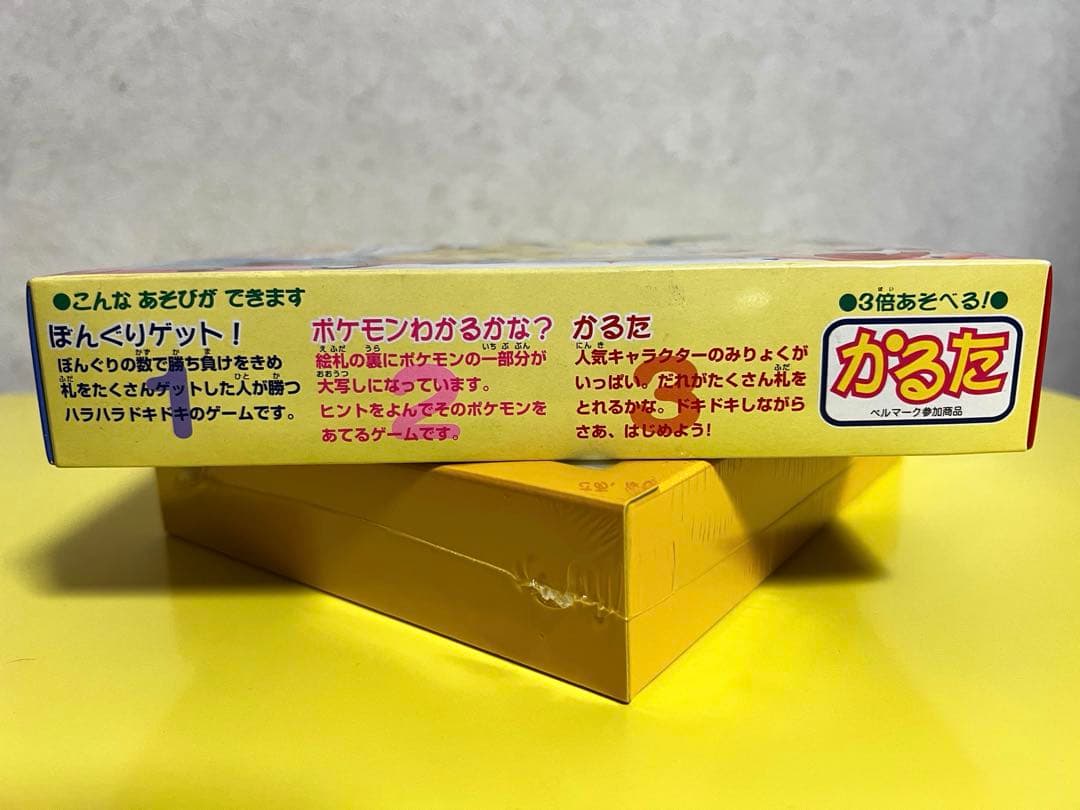 ●こんな あそびが できます
ぼんぐりゲット!
ぼんぐりの数で勝ち負けをきめ
札をたくさんゲットした人が勝つ
ハラハラドキドキのゲームです。
1
ポケモンわかるかな?
絵札の裏にポケモンの一部分が
大写しになっています。
ヒントをよんでそのポケモンを
あてるゲームです。
2
かるた
人気キャラクターのみりょくが
いっぱい。だれがたくさん札を
とれるかな。ドキドキしながら
さあ、はじめよう!
3
●3倍あそべる!●
かるた
ベルマーク参加商品